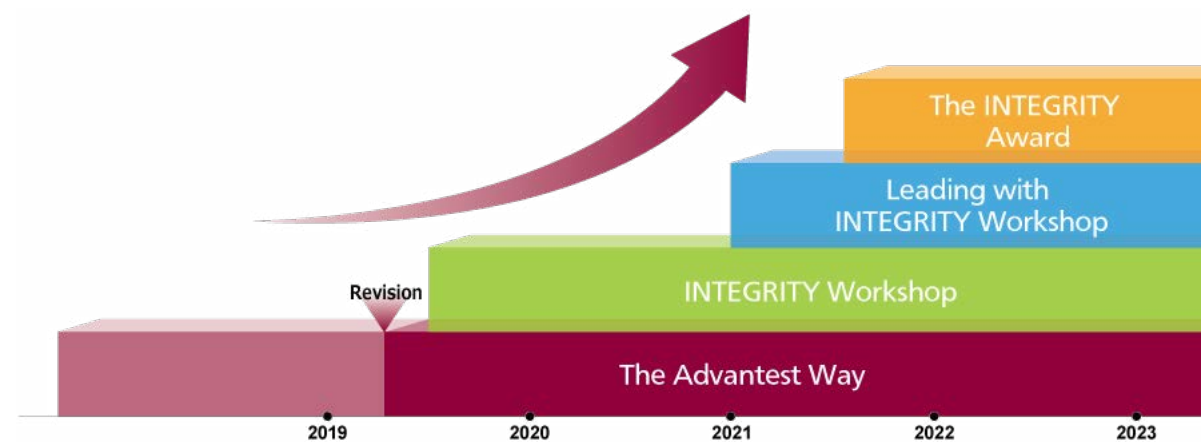 The INTEGRITY
Award
Leading with
INTEGRITY Workshop
Revision
INTEGRITY Workshop
The Advantest Way
2019
2020
2021
2022
2023